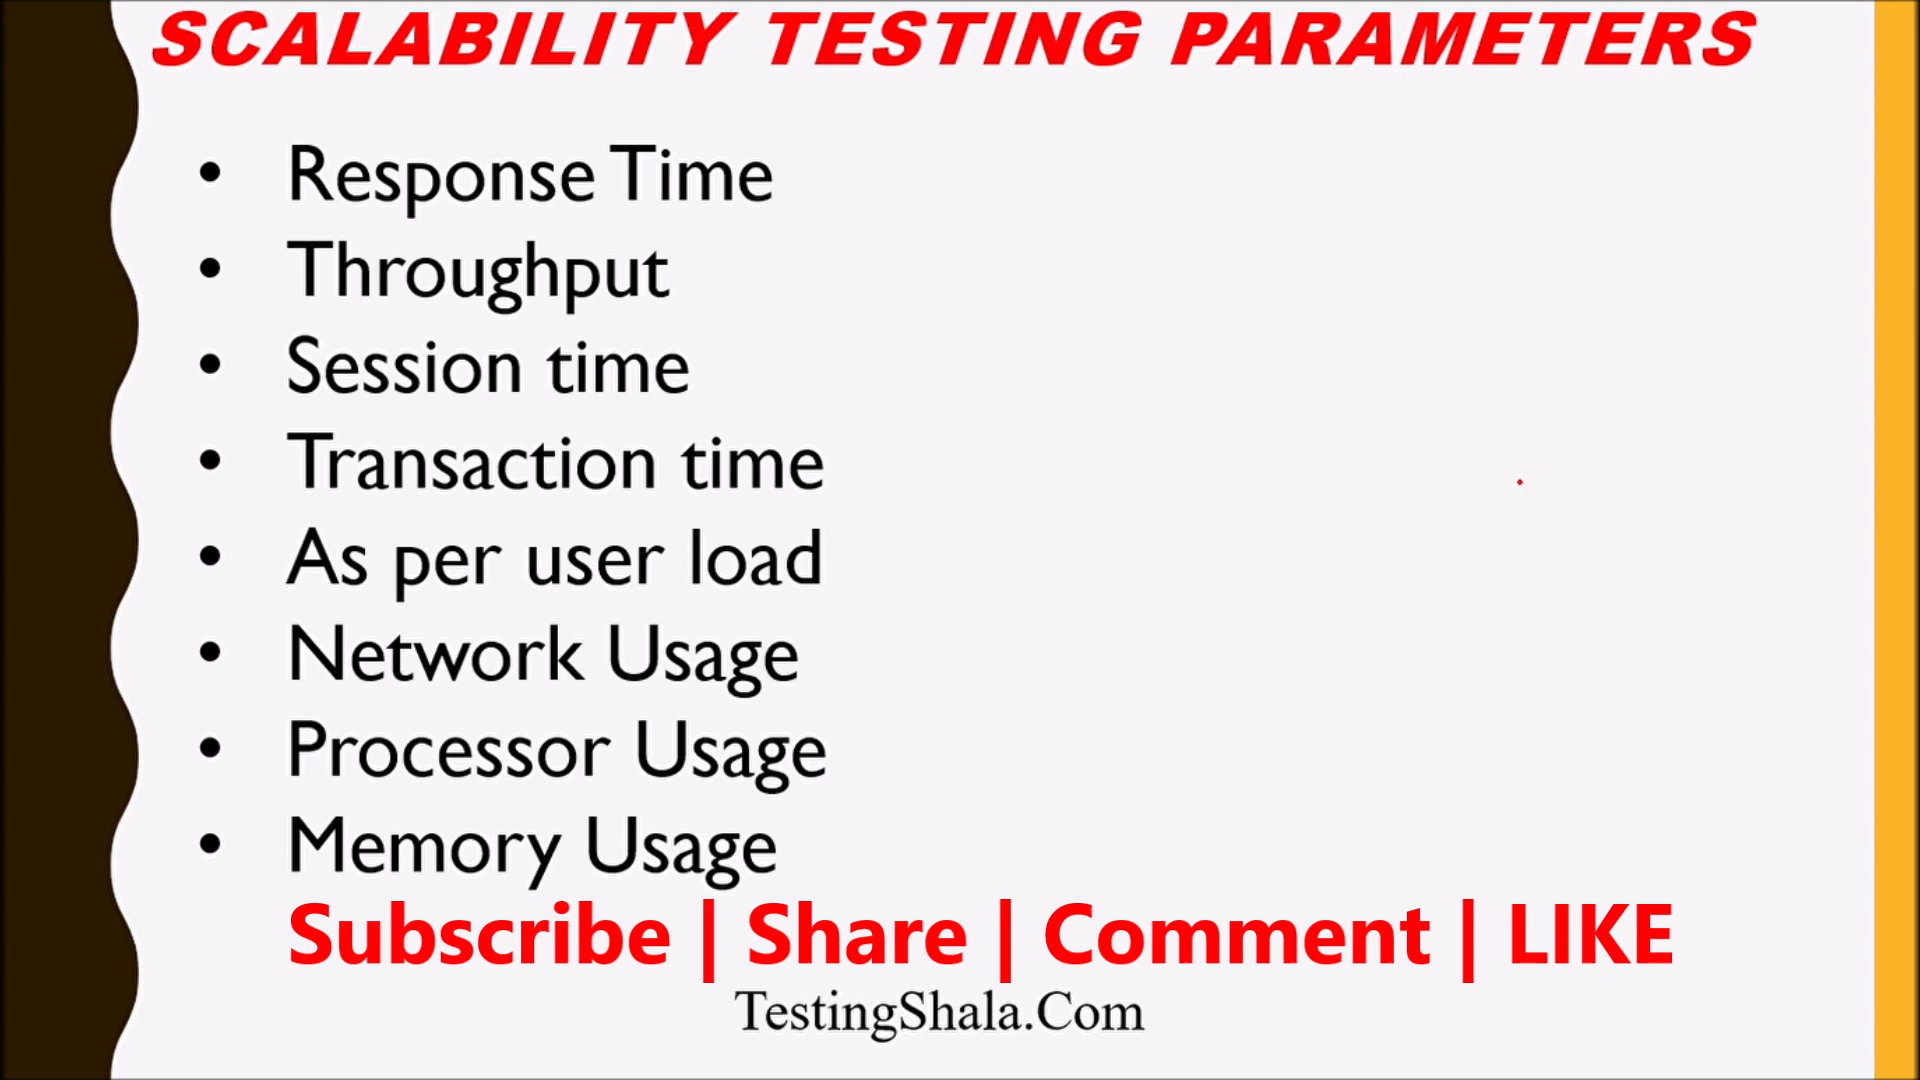 SCALABILITY TESTING PARAMETERS
• Response Time
• Throughput
• Session time
• Transaction time
• As per user load
• Network Usage
• Processor Usage
• Memory Usage
Subscribe | Share | Comment | LIKE
TestingShala.Com